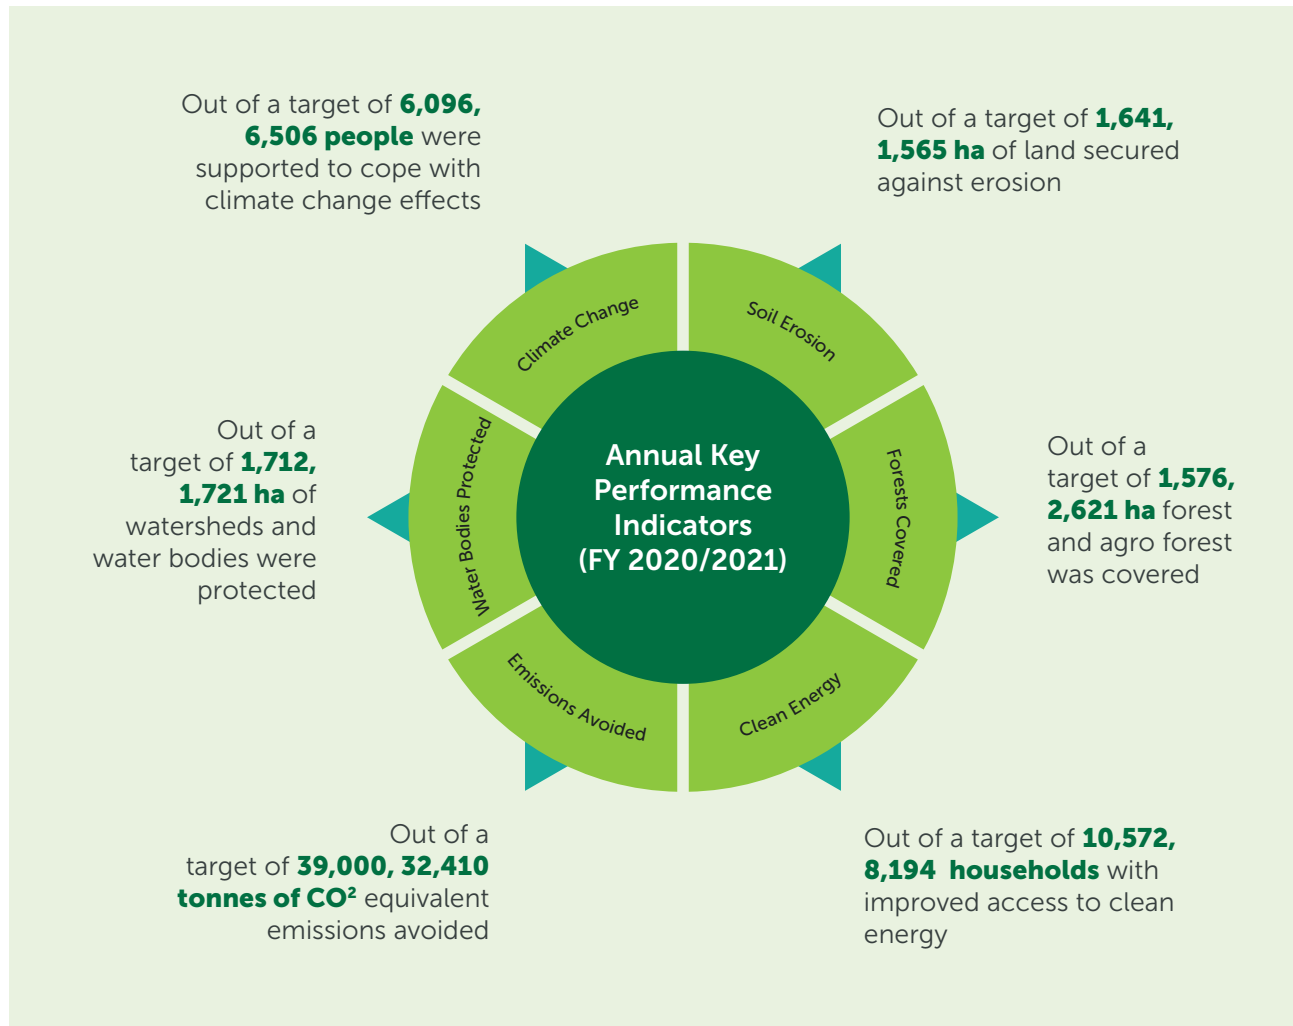 Out of a target of 6,096,
6,506 people were
supported to cope with
climate change effects
Out of a target of 1,641,
1,565 ha of land secured
against erosion
Climate Change
Soil Erosion
Out of a
target of 1,712,
1,721 ha of
watersheds and
water bodies were
protected
Water Bodies Protected
Annual Key
Performance
Indicators
(FY 2020/2021)
Forests Covered
Out of a
target of 1,576,
2,621 ha forest
and agro forest
was covered
Emissions Avoided
Clean Energy
Out of a
target of 39,000, 32,410
tonnes of CO² equivalent
emissions avoided
Out of a target of 10,572,
8,194 households with
improved access to clean
energy